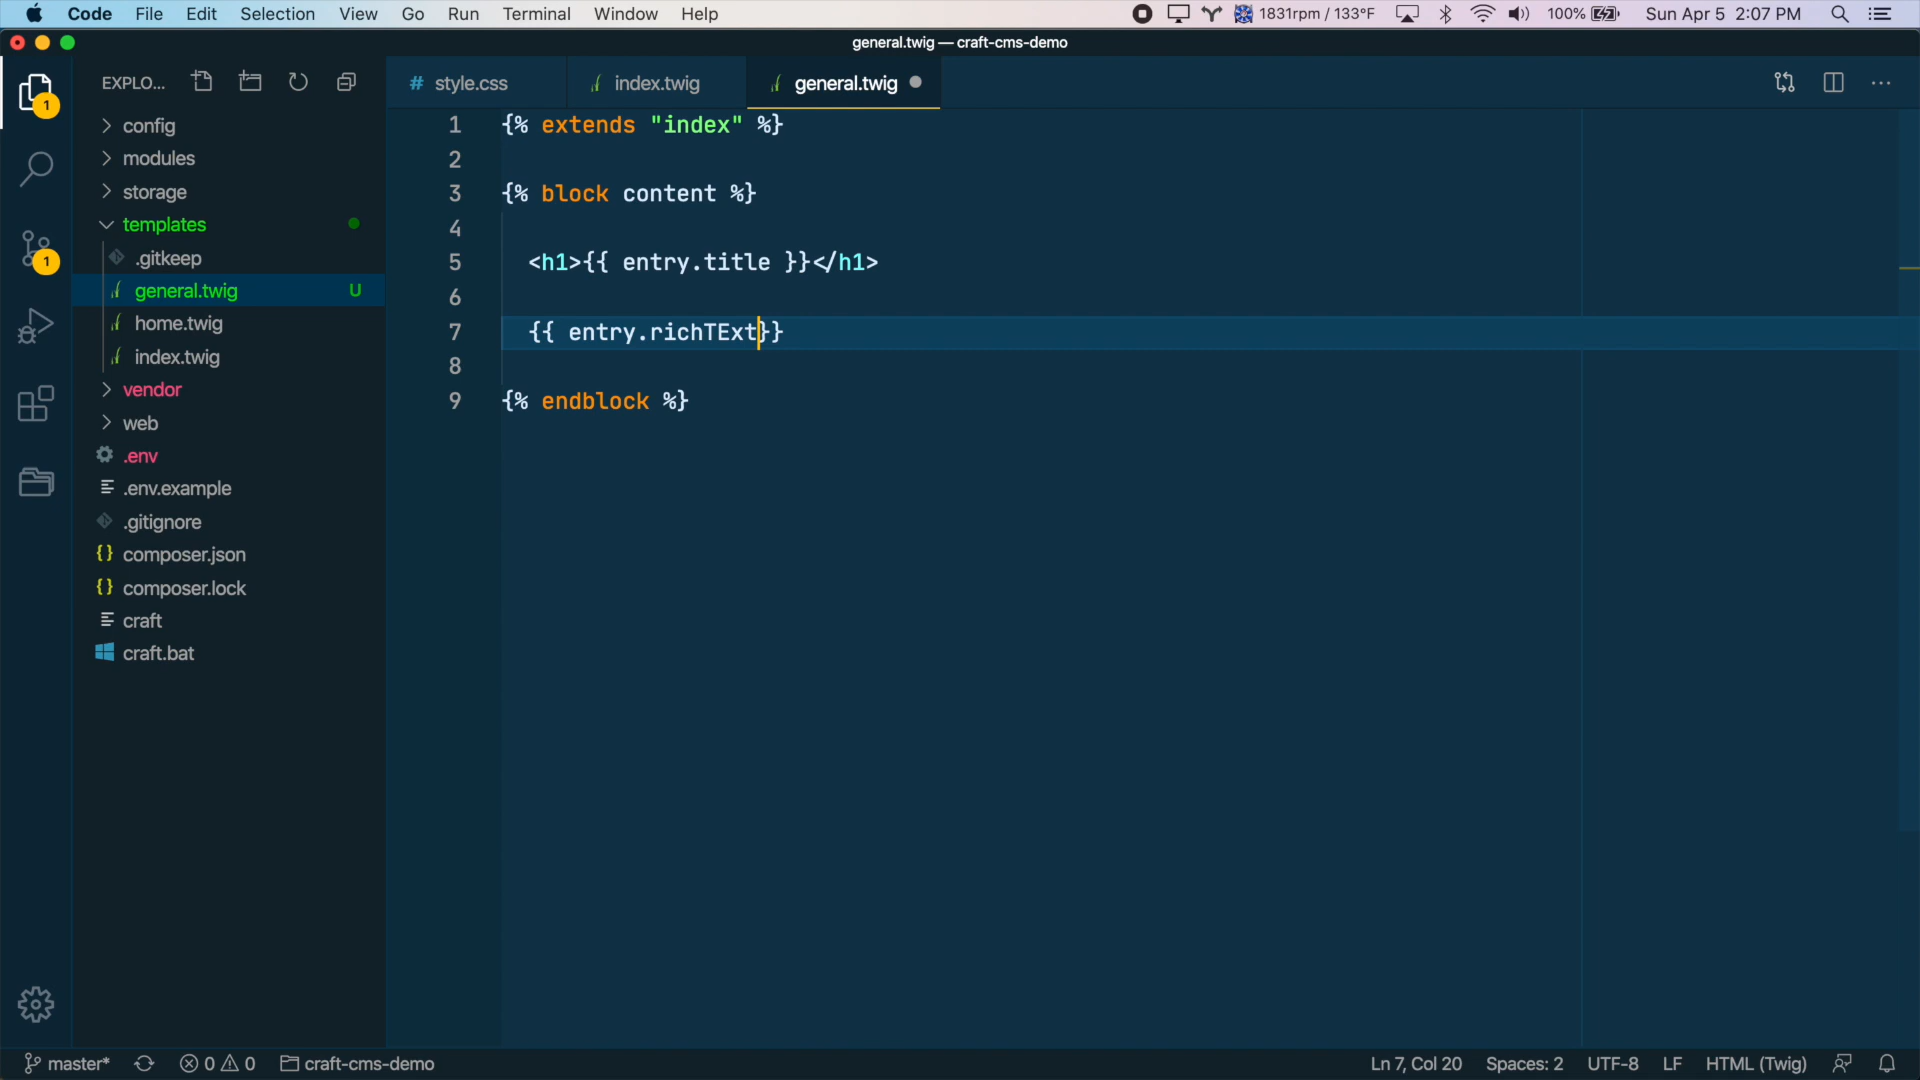 Code File Edit Selection View Go Run Terminal Window Help 1831rpm / 133°F 100% Sun Apr 5 2:07 PM
general.twig — craft-cms-demo
EXPLO...
# style.css index.twig general.twig
1
1
config
modules
storage
templates
.gitkeep
general.twig U
home.twig
index.twig
vendor
web
.env
.env.example
.gitignore
{} composer.json
{} composer.lock
craft
craft.bat
1 {% extends "index" %}
2
3 {% block content %}
4
5 <h1>{{ entry.title }}</h1>
6
7 {{ entry.richTExt}}
8
9 {% endblock %}
master* 0 0 craft-cms-demo Ln 7, Col 20 Spaces: 2 UTF-8 LF HTML (Twig)